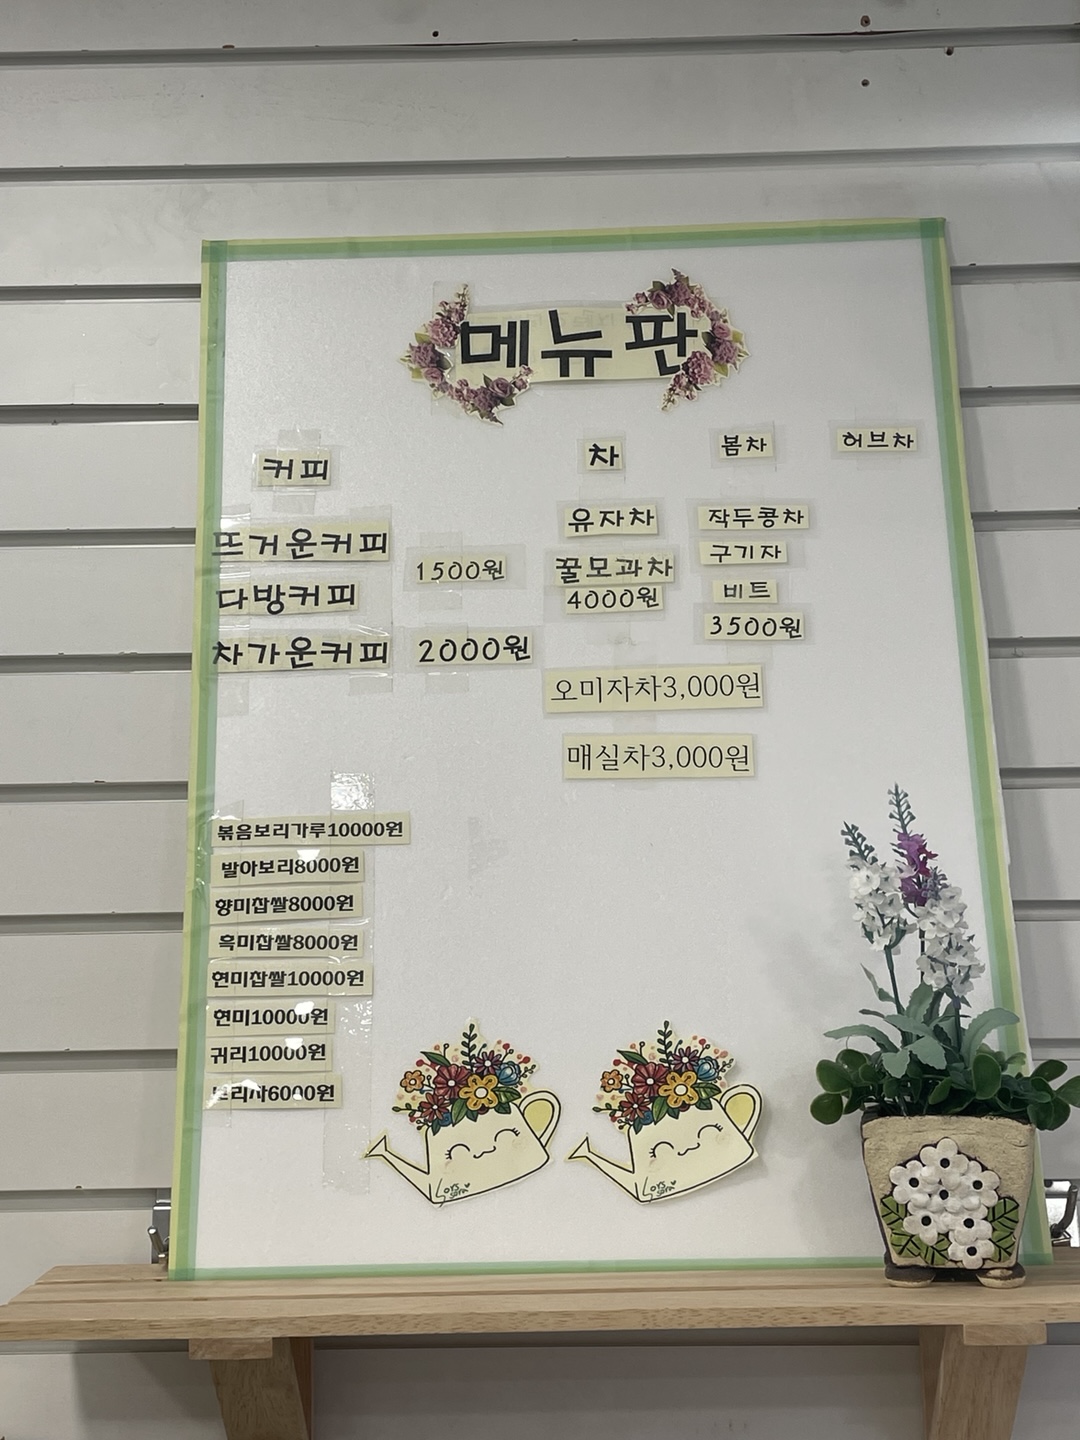 메뉴판
커피
뜨거운커피
다방커피
1500원
차가운커피 2000원
차
유자차
꿀모과차
4000원
봄차
작두콩차
구기자
비트
3500원
허브차
오미자차3,000원
매실차3,000원
볶음보리가루10000원
발아보리8000원
향미찹쌀8000원
흑미찹쌀8000원
현미찹쌀10000원
현미10000원
귀리10000원